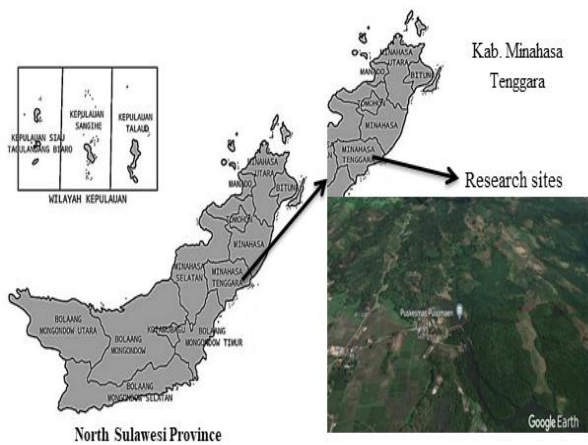 KEPULAUAN SIAU
TAGULANDANG BIARO
KEPULAUAN
SANGIHE
KEPULAUAN
TALAUD
WILAYAH KEPULAUAN
MINAHASA
UTARA
MANADO
BITUNG
TOMOHON
MINAHASA
MINAHASA
TENGGARA
Kab. Minahasa
Tenggara
Research sites
MINAHASA
UTARA
MANADO
BITUNG
TOMOHON
MINAHASA
MINAHASA
SELATAN
MINAHASA
TENGGARA
BOLAANG
MONGONDOW UTARA
BOLAANG
MONGONDOW
BOLAANG
MONGONDOW TIMUR
BOLAANG
MONGONDOW SELATAN
North Sulawesi Province
Puskesmas
Google Earth